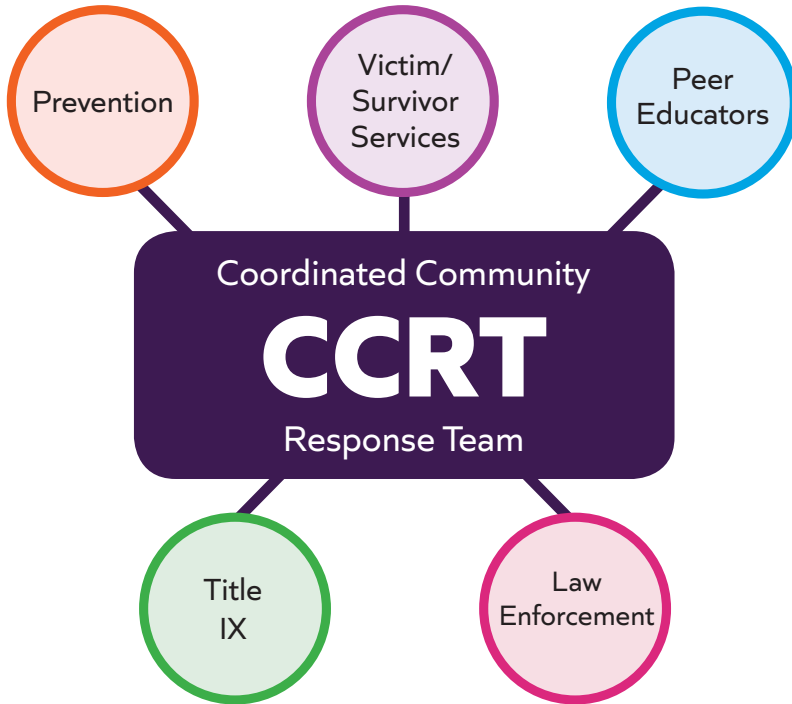 Prevention
Victim/
Survivor
Services
Peer
Educators
Coordinated Community
CCRT
Response Team
Title
IX
Law
Enforcement